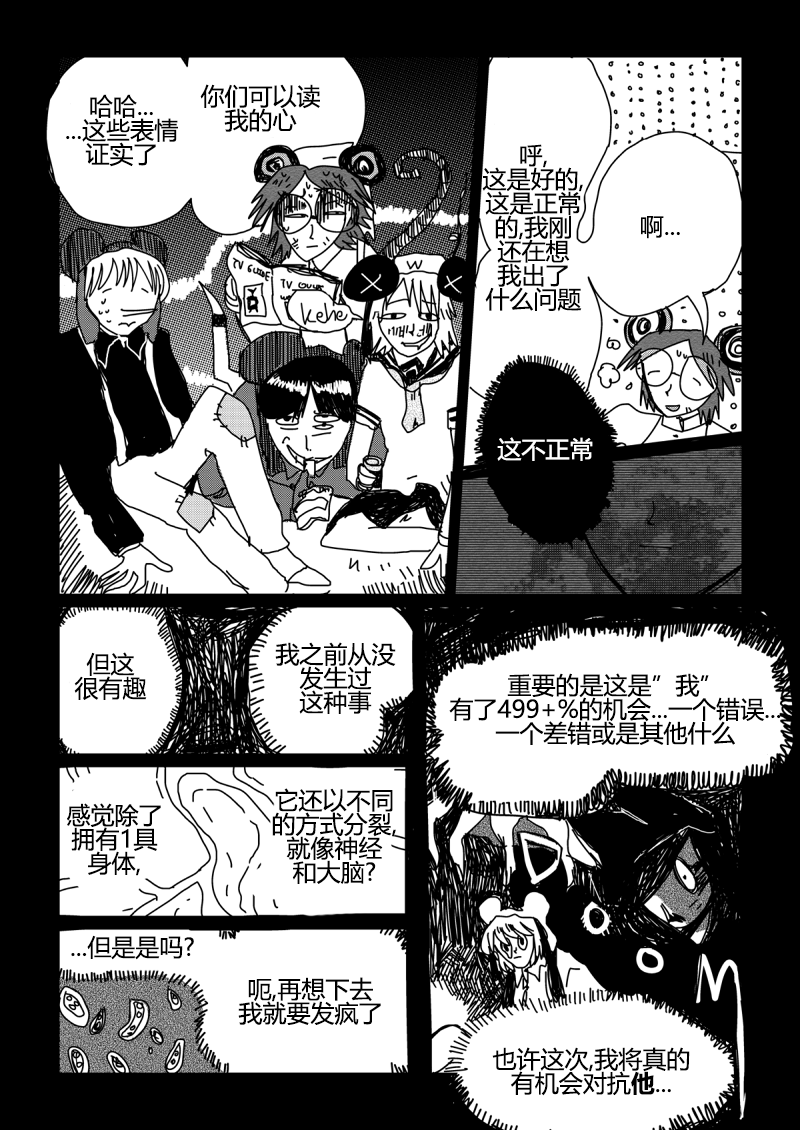 哈哈...
...这些表情
证实了
你们可以读
我的心
TV GUIDE
TV GUIDE
Kehe
W
呼,
这是好的,
这是正常
的,我刚
还在想
我出了
什么问题
啊...
这不正常
但这
很有趣
我之前从没
发生过
这种事
感觉除了
拥有1具
身体,
它还以不同
的方式分裂,
就像神经
和大脑?
...但是是吗?
呃,再想下去
我就要发疯了
重要的是这是”我”
有了499+%的机会...一个错误...
一个差错或是其他什么
也许这次,我将真的
有机会对抗他...